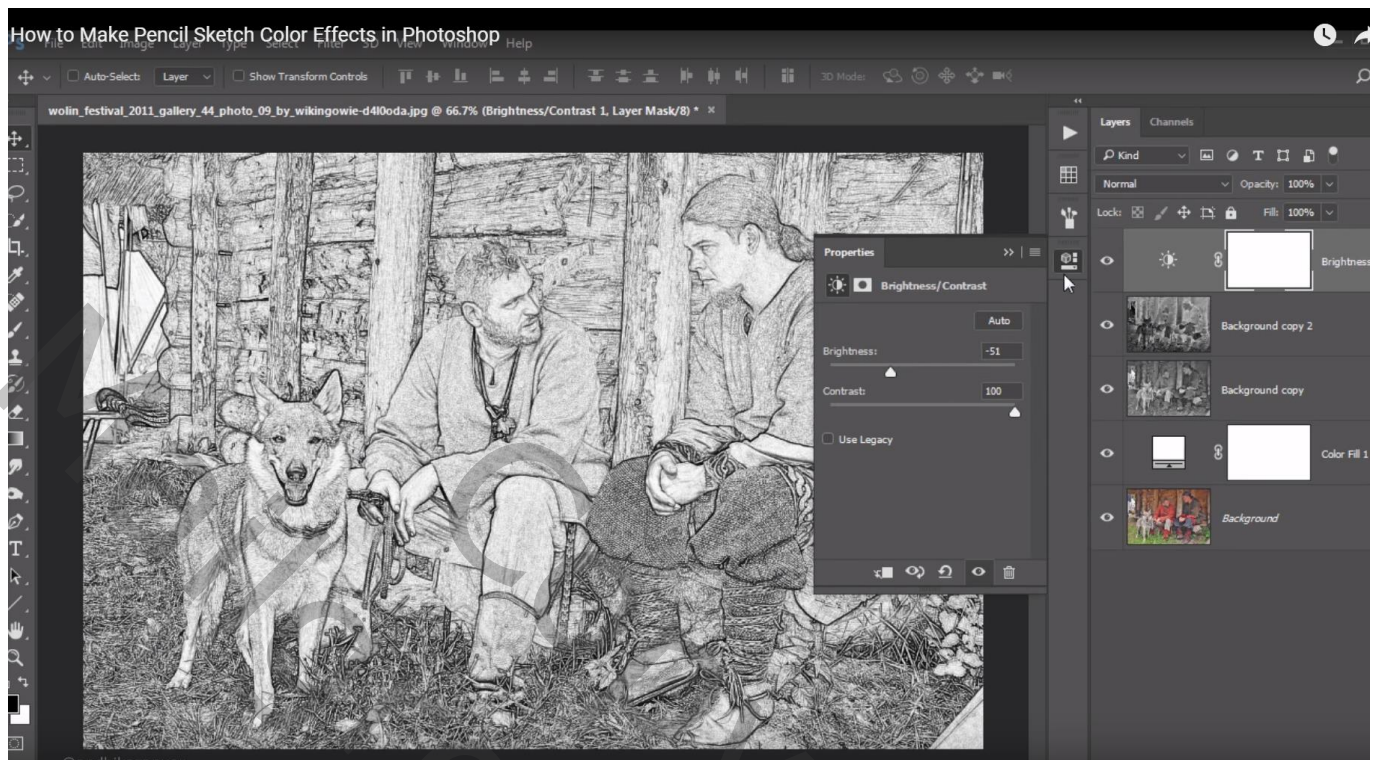 How to Make Pencil Sketch Color Effects in Photoshop
File Edit Image Layer Type Select Filter 3D View Window Help
Auto-Select: Layer Show Transform Controls 3D Mode:
wolin_festival_2011_gallery_44_photo_09_by_wikingowie-d4l0oda.jpg @ 66.7% (Brightness/Contrast 1, Layer Mask/8) *
Layers Channels
Kind
Normal Opacity: 100%
Lock: Fill: 100%
Brightness
Background copy 2
Background copy
Color Fill 1
Background
Properties
Brightness/Contrast
Auto
Brightness: -51
Contrast: 100
Use Legacy